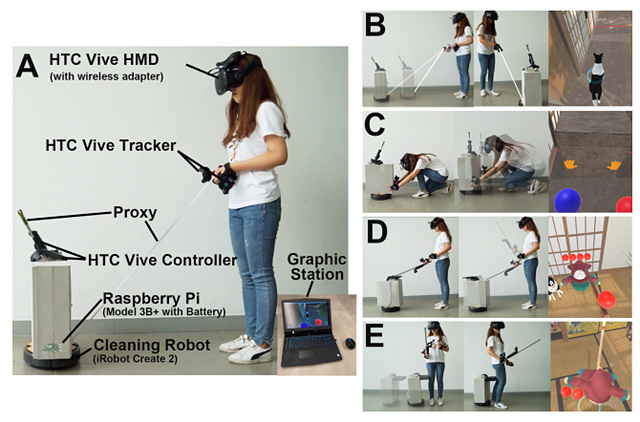 A
HTC Vive HMD
(with wireless adapter)
HTC Vive Tracker
Proxy
HTC Vive Controller
Graphic
Station
Raspberry Pi
(Model 3B+ with Battery)
Cleaning Robot
(iRobot Create 2)
B
C
D
E